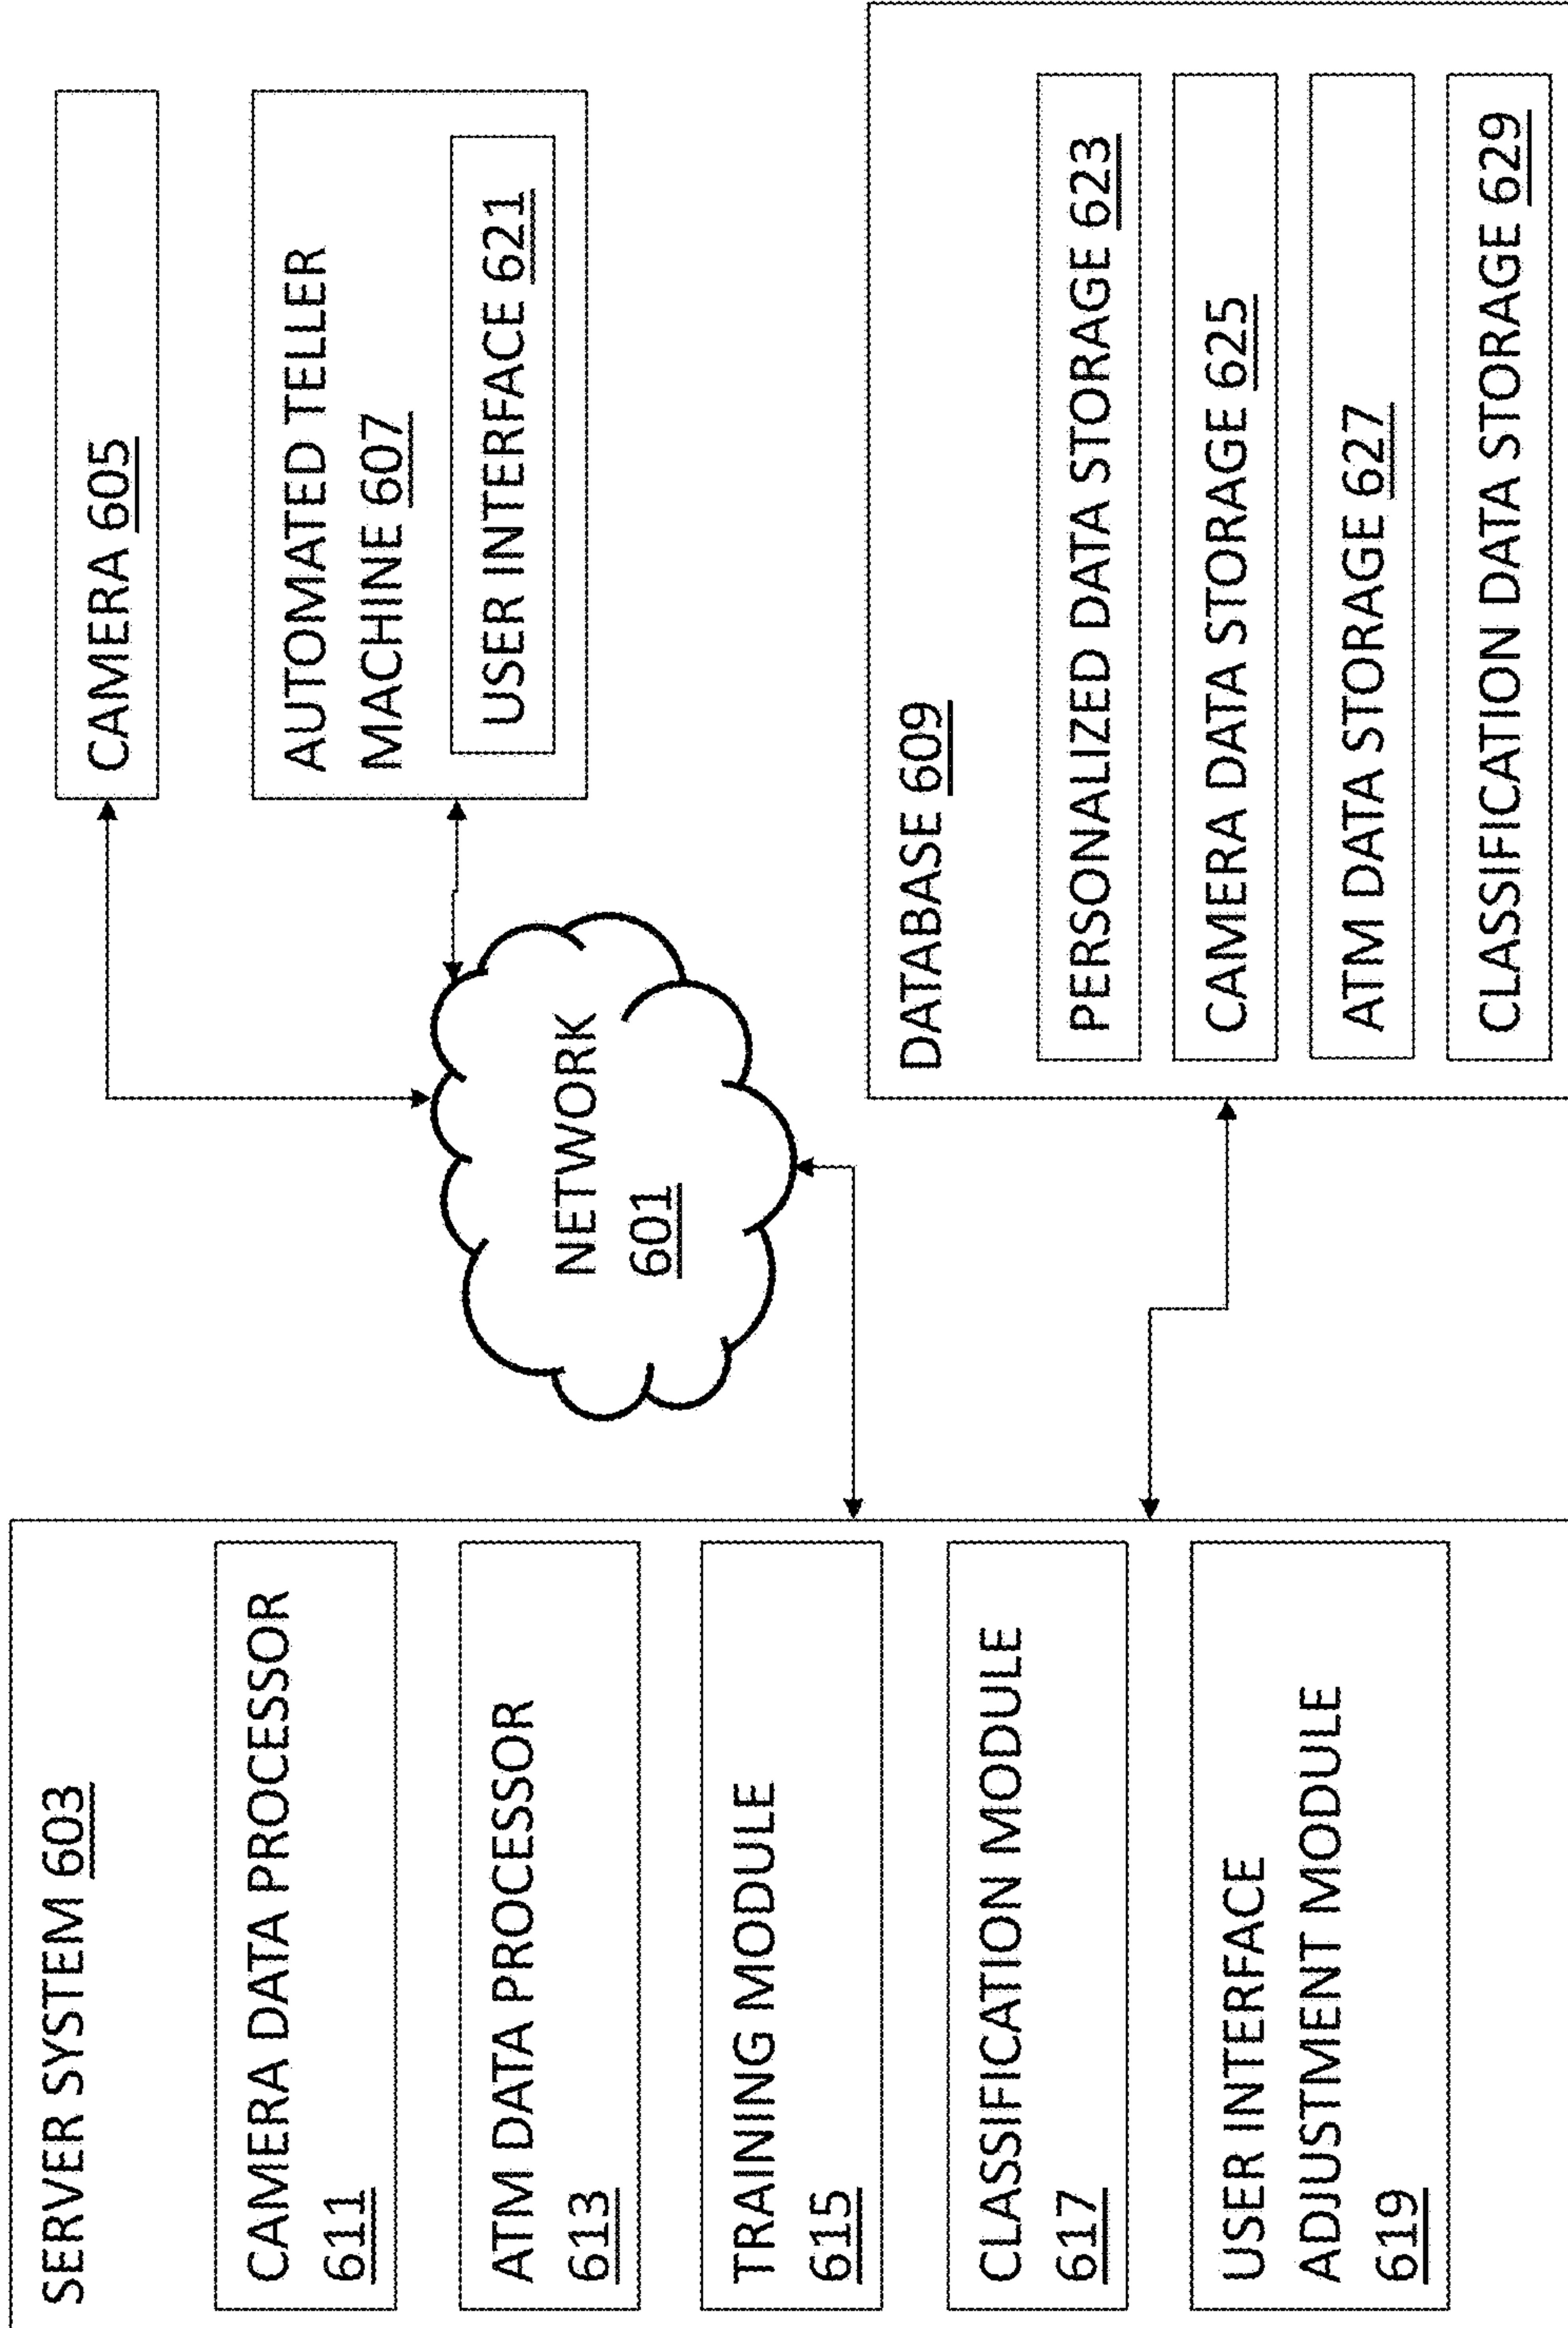 SERVER SYSTEM 603
CAMERA DATA PROCESSOR
611
ATM DATA PROCESSOR
613
TRAINING MODULE
615
CLASSIFICATION MODULE
617
USER INTERFACE
ADJUSTMENT MODULE
619
NETWORK
601
CAMERA 605
AUTOMATED TELLER
MACHINE 607
USER INTERFACE 621
DATABASE 609
PERSONALIZED DATA STORAGE 623
CAMERA DATA STORAGE 625
ATM DATA STORAGE 627
CLASSIFICATION DATA STORAGE 629